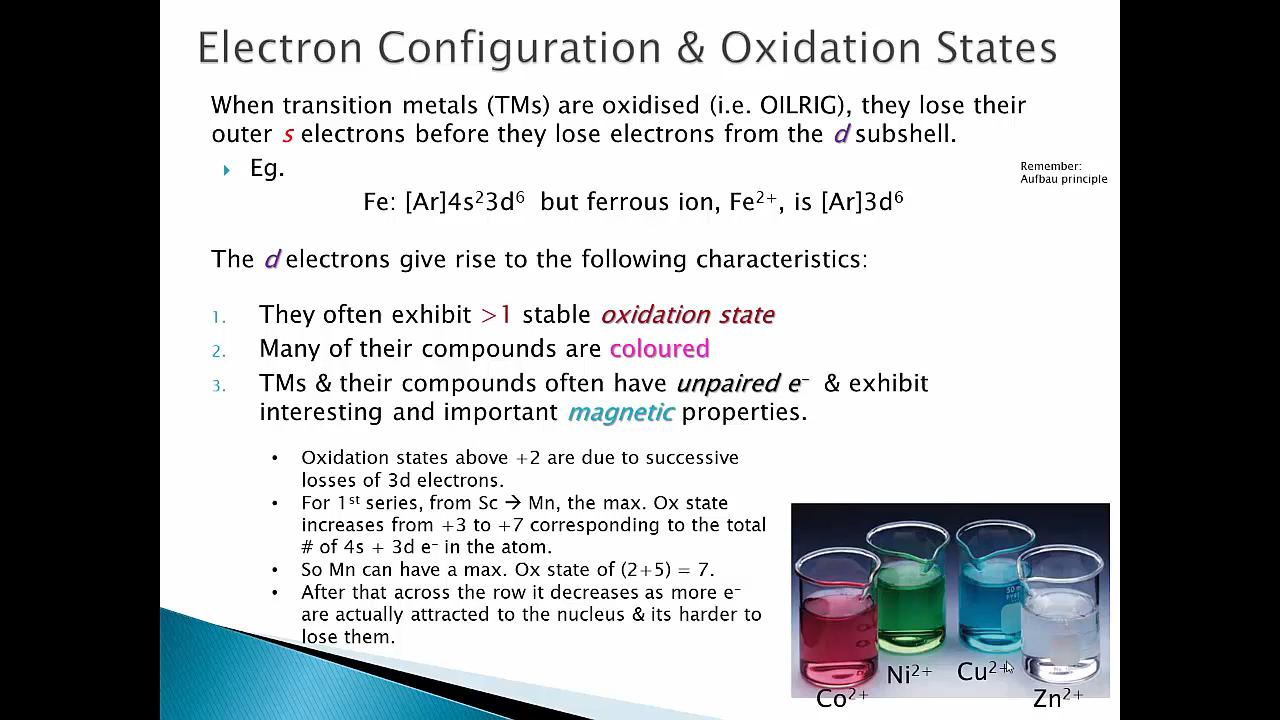 Electron Configuration & Oxidation States
When transition metals (TMs) are oxidised (i.e. OILRIG), they lose their
outer s electrons before they lose electrons from the d subshell.
Eg.
Remember:
Aufbau principle
Fe: [Ar]4s²3d⁶ but ferrous ion, Fe²⁺, is [Ar]3d⁶
The d electrons give rise to the following characteristics:
1. They often exhibit >1 stable oxidation state
2. Many of their compounds are coloured
3. TMs & their compounds often have unpaired e⁻ & exhibit
interesting and important magnetic properties.
• Oxidation states above +2 are due to successive
losses of 3d electrons.
• For 1ˢᵗ series, from Sc → Mn, the max. Ox state
increases from +3 to +7 corresponding to the total
# of 4s + 3d e⁻ in the atom.
• So Mn can have a max. Ox state of (2+5) = 7.
• After that across the row it decreases as more e⁻
are actually attracted to the nucleus & its harder to
lose them.
Co²⁺
Ni²⁺
Cu²⁺
Zn²⁺